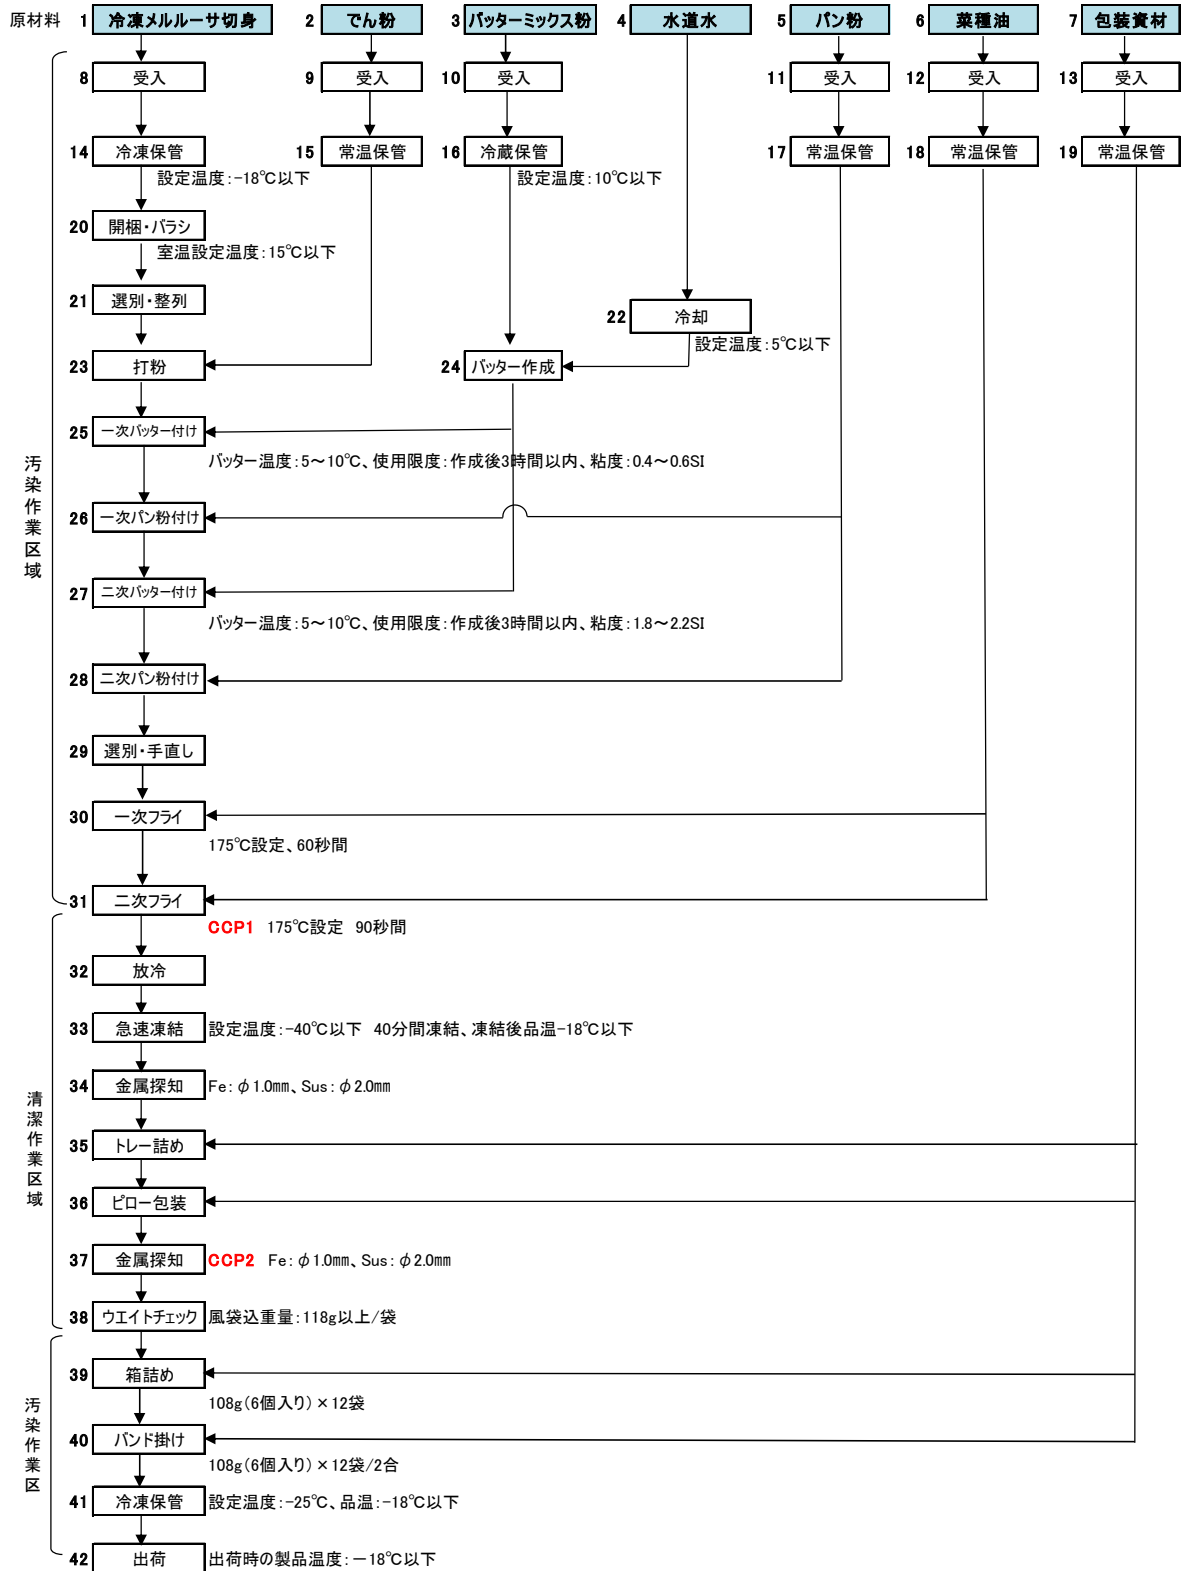 原材料 1 冷凍メルルーサ切身 2 でん粉 3 バッターミックス粉 4 水道水 5 パン粉 6 菜種油 7 包装資材
8 受入 9 受入 10 受入 11 受入 12 受入 13 受入
14 冷凍保管 15 常温保管 16 冷蔵保管 17 常温保管 18 常温保管 19 常温保管
設定温度:-18℃以下 設定温度:10℃以下
20 開梱・バラシ
室温設定温度:15℃以下
21 選別・整列
22 冷却
設定温度:5℃以下
23 打粉 24 バッター作成
25 一次バッター付け
バッター温度:5~10℃、使用限度:作成後3時間以内、粘度:0.4~0.6SI
汚染作業区域
26 一次パン粉付け
27 二次バッター付け
バッター温度:5~10℃、使用限度:作成後3時間以内、粘度:1.8~2.2SI
28 二次パン粉付け
29 選別・手直し
30 一次フライ
175℃設定、60秒間
31 二次フライ
CCP1 175℃設定 90秒間
32 放冷
33 急速凍結 設定温度:-40℃以下 40分間凍結、凍結後品温-18℃以下
34 金属探知 Fe:φ1.0㎜、Sus:φ2.0㎜
清潔作業区域
35 トレー詰め
36 ピロー包装
37 金属探知 CCP2 Fe:φ1.0㎜、Sus:φ2.0㎜
38 ウエイトチェック 風袋込重量:118g以上/袋
39 箱詰め
108g(6個入り)×12袋
汚染作業区
40 バンド掛け
108g(6個入り)×12袋/2合
41 冷凍保管 設定温度:-25℃、品温:-18℃以下
42 出荷 出荷時の製品温度:-18℃以下